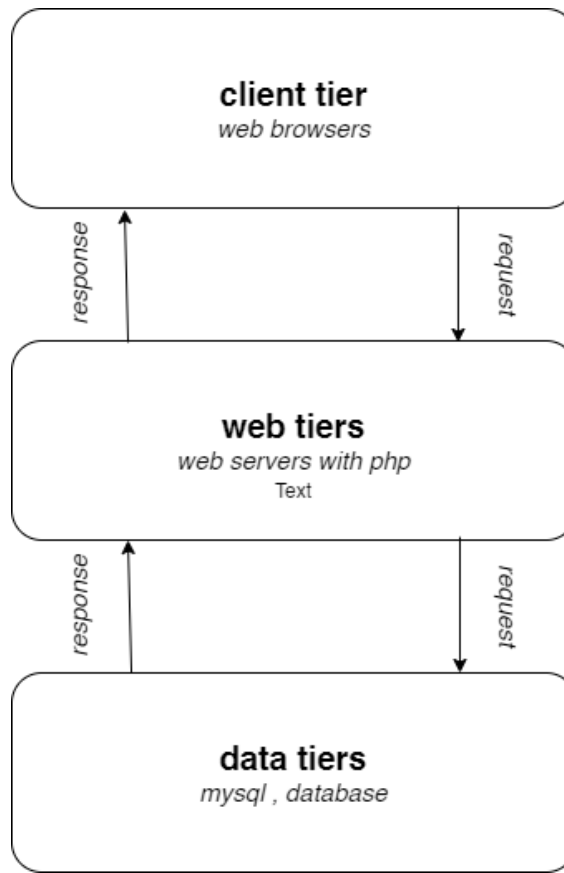 client tier
web browsers
response
request
web tiers
web servers with php
Text
response
request
data tiers
mysql , database